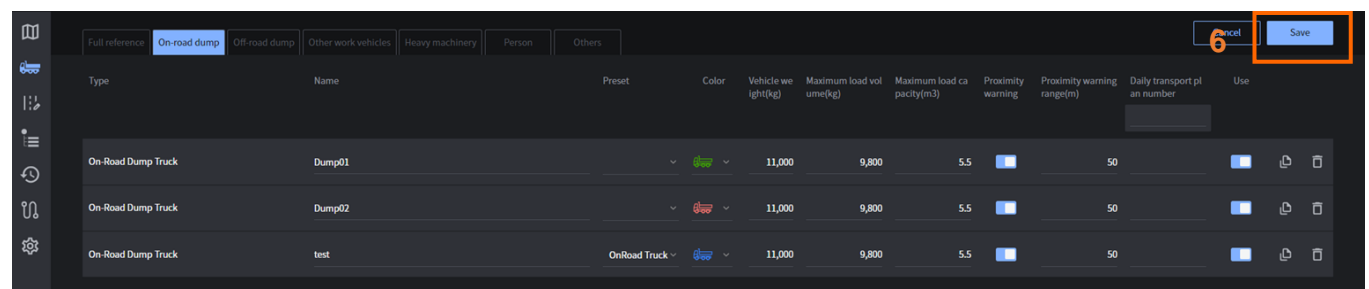 Full reference On-road dump Off-road dump Other work vehicles Heavy machinery Person Others Cancel 6 Save
Type Name Preset Color Vehicle we Maximum load vol Maximum load ca Proximity Proximity warning Daily transport pl Use
ight(kg) ume(kg) pacity(m3) warning range(m) an number
On-Road Dump Truck Dump01 11,000 9,800 5.5 50
On-Road Dump Truck Dump02 11,000 9,800 5.5 50
On-Road Dump Truck test OnRoad Truck 11,000 9,800 5.5 50